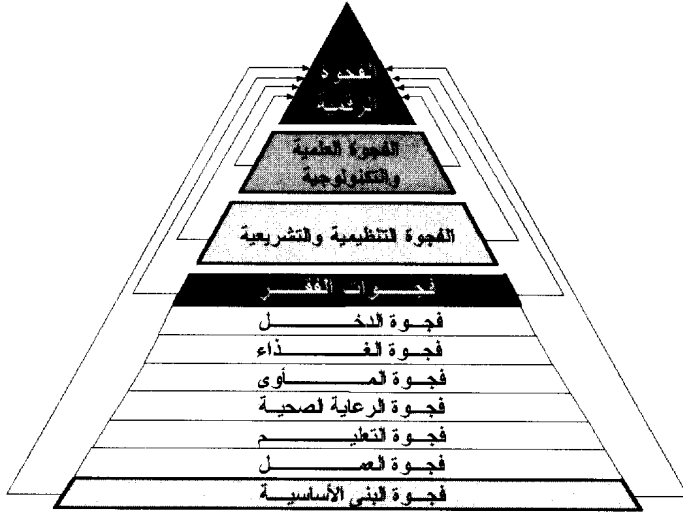 الفجوة
الرقمية
الفجوة العلمية
والتكنولوجية
الفجوة التنظيمية والتشريعية
فجوات الفقر
فجوة الدخل
فجوة الغذاء
فجوة المأوى
فجوة الرعاية الصحية
فجوة التعليم
فجوة العمل
فجوة البنى الأساسية